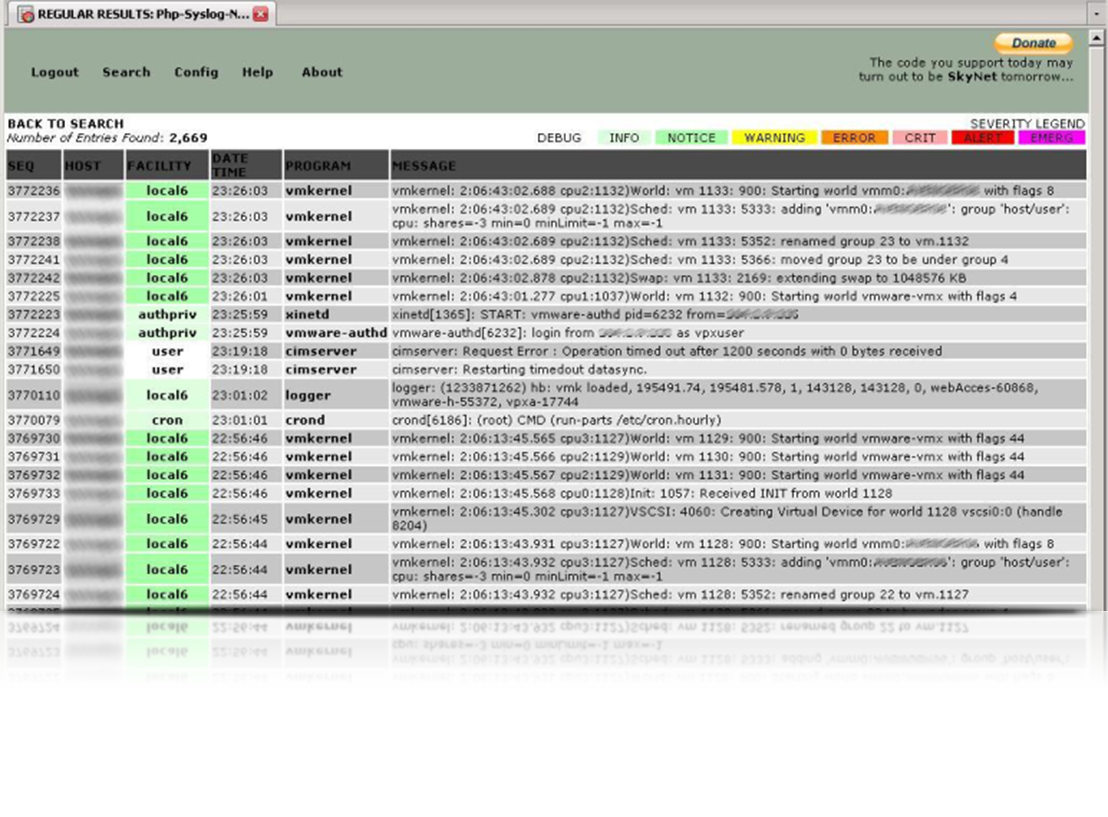 REGULAR RESULTS: Php-Syslog-N...
Donate
Logout Search Config Help About
The code you support today may
turn out to be SkyNet tomorrow...
BACK TO SEARCH
SEVERITY LEGEND
Number of Entries Found: 2,669
DEBUG INFO NOTICE WARNING ERROR CRIT ALERT EMERG
SEQ HOST FACILITY DATE TIME PROGRAM MESSAGE
3772236 local6 23:26:03 vmkernel vmkernel: 2:06:43:02.688 cpu2:1132)World: vm 1133: 900: Starting world vmm0: with flags 8
3772237 local6 23:26:03 vmkernel vmkernel: 2:06:43:02.689 cpu2:1132)Sched: vm 1133: 5333: adding 'vmm0: ': group 'host/user':
cpu: shares=-3 min=0 minLimit=-1 max=-1
3772238 local6 23:26:03 vmkernel vmkernel: 2:06:43:02.689 cpu2:1132)Sched: vm 1133: 5352: renamed group 23 to vm.1132
3772241 local6 23:26:03 vmkernel vmkernel: 2:06:43:02.689 cpu2:1132)Sched: vm 1133: 5366: moved group 23 to be under group 4
3772242 local6 23:26:03 vmkernel vmkernel: 2:06:43:02.878 cpu2:1132)Swap: vm 1133: 2169: extending swap to 1048576 KB
3772225 local6 23:26:01 vmkernel vmkernel: 2:06:43:01.277 cpu1:1037)World: vm 1132: 900: Starting world vmware-vmx with flags 4
3772223 authpriv 23:25:59 xinetd xinetd[1365]: START: vmware-authd pid=6232 from=
3772224 authpriv 23:25:59 vmware-authd vmware-authd[6232]: login from as vpxuser
3771649 user 23:19:18 cimserver cimserver: Request Error : Operation timed out after 1200 seconds with 0 bytes received
3771650 user 23:19:18 cimserver cimserver: Restarting timedout datasync.
3770110 local6 23:01:02 logger logger: (1233871262) hb: vmk loaded, 195491.74, 195481.578, 1, 143128, 143128, 0, webAcces-60868,
vmware-h-55372, vpxa-17744
3770079 cron 23:01:01 crond crond[6186]: (root) CMD (run-parts /etc/cron.hourly)
3769730 local6 22:56:46 vmkernel vmkernel: 2:06:13:45.565 cpu3:1127)World: vm 1129: 900: Starting world vmware-vmx with flags 44
3769731 local6 22:56:46 vmkernel vmkernel: 2:06:13:45.566 cpu2:1129)World: vm 1130: 900: Starting world vmware-vmx with flags 44
3769732 local6 22:56:46 vmkernel vmkernel: 2:06:13:45.567 cpu2:1129)World: vm 1131: 900: Starting world vmware-vmx with flags 44
3769733 local6 22:56:46 vmkernel vmkernel: 2:06:13:45.568 cpu0:1128)Init: 1057: Received INIT from world 1128
3769729 local6 22:56:45 vmkernel vmkernel: 2:06:13:45.302 cpu3:1127)VSCSI: 4060: Creating Virtual Device for world 1128 vscsi0:0 (handle
8204)
3769722 local6 22:56:44 vmkernel vmkernel: 2:06:13:43.931 cpu3:1127)World: vm 1128: 900: Starting world vmm0: with flags 8
3769723 local6 22:56:44 vmkernel vmkernel: 2:06:13:43.932 cpu3:1127)Sched: vm 1128: 5333: adding 'vmm0: ': group 'host/user':
cpu: shares=-3 min=0 minLimit=-1 max=-1
3769724 local6 22:56:44 vmkernel vmkernel: 2:06:13:43.932 cpu3:1127)Sched: vm 1128: 5352: renamed group 22 to vm.1127